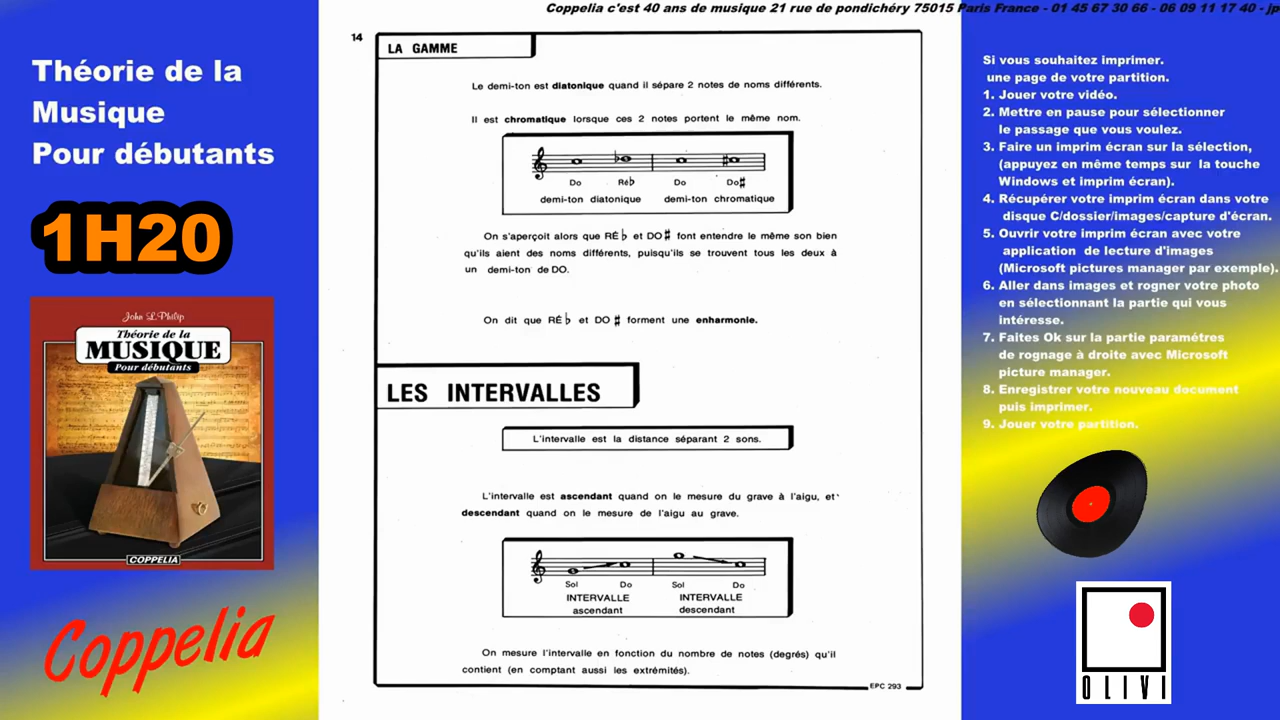 Coppelia c'est 40 ans de musique 21 rue de pondichéry 75015 Paris France - 01 45 67 30 66 - 06 09 11 17 40 - jp
Théorie de la
Musique
Pour débutants
1H20
John L. Philip
Théorie de la
MUSIQUE
Pour débutants
COPPELIA
Coppelia
14
LA GAMME
Le demi-ton est diatonique quand il sépare 2 notes de noms différents.
Il est chromatique lorsque ces 2 notes portent le même nom.
Do Ré♭ Do Do♯
demi-ton diatonique demi-ton chromatique
On s'aperçoit alors que RÉ♭ et DO♯ font entendre le même son bien
qu'ils aient des noms différents, puisqu'ils se trouvent tous les deux à
un demi-ton de DO.
On dit que RÉ♭ et DO♯ forment une enharmonie.
LES INTERVALLES
L'intervalle est la distance séparant 2 sons.
L'intervalle est ascendant quand on le mesure du grave à l'aigu, et
descendant quand on le mesure de l'aigu au grave.
Sol Do Sol Do
INTERVALLE INTERVALLE
ascendant descendant
On mesure l'intervalle en fonction du nombre de notes (degrés) qu'il
contient (en comptant aussi les extrémités).
EPC 293
Si vous souhaitez imprimer.
une page de votre partition.
1. Jouer votre vidéo.
2. Mettre en pause pour sélectionner
le passage que vous voulez.
3. Faire un imprim écran sur la sélection,
(appuyez en même temps sur la touche
Windows et imprim écran).
4. Récupérer votre imprim écran dans votre
disque C/dossier/images/capture d'écran.
5. Ouvrir votre imprim écran avec votre
application de lecture d'images
(Microsoft pictures manager par exemple).
6. Aller dans images et rogner votre photo
en sélectionnant la partie qui vous
intéresse.
7. Faites Ok sur la partie paramétres
de rognage à droite avec Microsoft
picture manager.
8. Enregistrer votre nouveau document
puis imprimer.
9. Jouer votre partition.
OLIVI